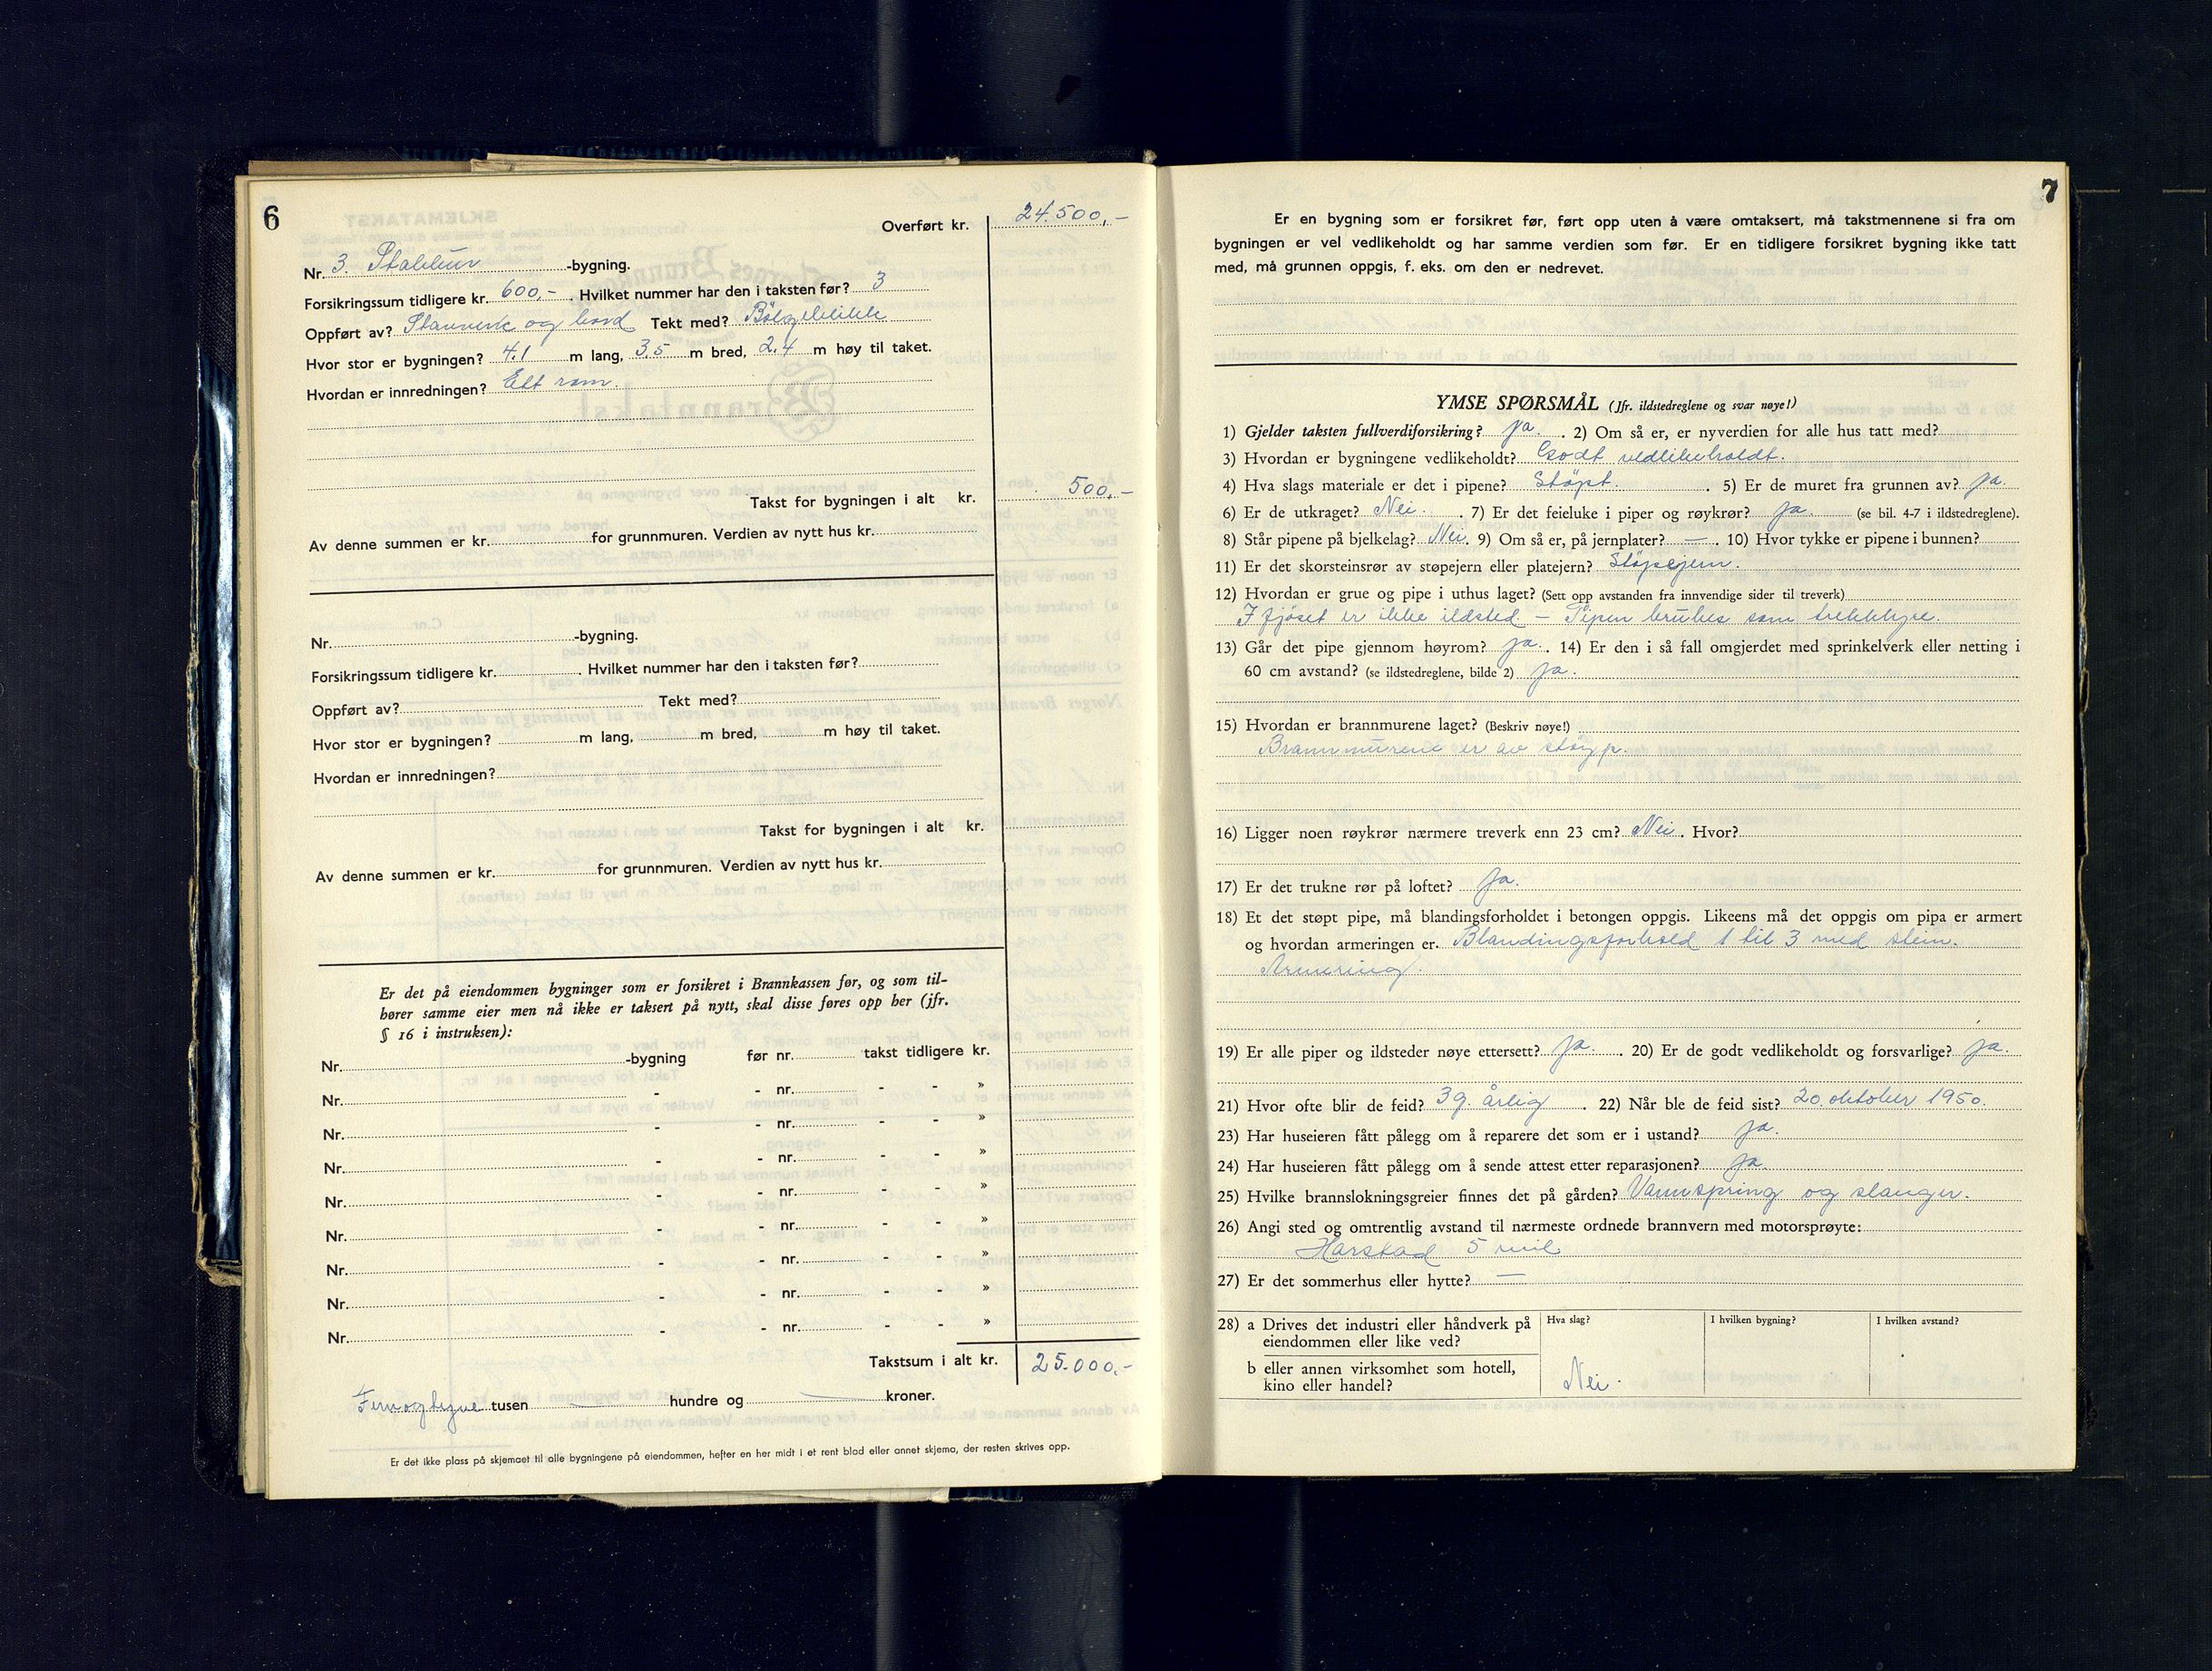 6
Overført kr. 24.500,-
Nr. 3. Stabbur -bygning.
Forsikringssum tidligere kr. 600,- . Hvilket nummer har den i taksten før? 3
Oppført av? Stavverk og bord Tekt med? Bölgeblikk
Hvor stor er bygningen? 4.1 m lang, 3.5 m bred, 2.4 m høy til taket.
Hvordan er innredningen? Ett rom.
Takst for bygningen i alt kr. 500,-
Av denne summen er kr. for grunnmuren. Verdien av nytt hus kr.
Nr. -bygning.
Forsikringssum tidligere kr. . Hvilket nummer har den i taksten før?
Oppført av? Tekt med?
Hvor stor er bygningen? m lang, m bred, m høy til taket.
Hvordan er innredningen?
Takst for bygningen i alt kr.
Av denne summen er kr. for grunnmuren. Verdien av nytt hus kr.
Er det på eiendommen bygninger som er forsikret i Brannkassen før, og som til-
hører samme eier men nå ikke er taksert på nytt, skal disse føres opp her (jfr.
§ 16 i instruksen):
Nr. -bygning før nr. takst tidligere kr.
Nr. - - nr. - - »
Nr. - - nr. - - »
Nr. - - nr. - - »
Nr. - - nr. - - »
Nr. - - nr. - - »
Nr. - - nr. - - »
Nr. - - nr. - - »
Nr. - - nr. - - »
Takstsum i alt kr. 25.000,-
Femogtyve tusen — hundre og — kroner.
Er det ikke plass på skjemaet til alle bygningene på eiendommen, hefter en her midt i et rent blad eller annet skjema, der resten skrives opp.
7
Er en bygning som er forsikret før, ført opp uten å være omtaksert, må takstmennene si fra om
bygningen er vel vedlikeholdt og har samme verdien som før. Er en tidligere forsikret bygning ikke tatt
med, må grunnen oppgis, f. eks. om den er nedrevet.
YMSE SPØRSMÅL (Jfr. ildstedreglene og svar nøye!)
1) Gjelder taksten fullverdiforsikring? ja. . 2) Om så er, er nyverdien for alle hus tatt med?
3) Hvordan er bygningene vedlikeholdt? Godt vedlikeholdt.
4) Hva slags materiale er det i pipene? Støpt. . 5) Er de muret fra grunnen av? ja.
6) Er de utkraget? Nei. . 7) Er det feieluke i piper og røykrør? ja. (se bil. 4-7 i ildstedreglene).
8) Står pipene på bjelkelag? Nei. 9) Om så er, på jernplater? — . 10) Hvor tykke er pipene i bunnen?
11) Er det skorsteinsrør av støpejern eller platejern? Støpejern.
12) Hvordan er grue og pipe i uthus laget? (Sett opp avstanden fra innvendige sider til treverk)
I fjøset er ikke ildsted — Pipen brukes som trekkpipe.
13) Går det pipe gjennom høyrom? ja. . 14) Er den i så fall omgjerdet med sprinkelverk eller netting i
60 cm avstand? (se ildstedreglene, bilde 2) ja.
15) Hvordan er brannmurene laget? (Beskriv nøye!)
Brannmurene er av støyp.
16) Ligger noen røykrør nærmere treverk enn 23 cm? Nei. Hvor?
17) Er det trukne rør på loftet? ja.
18) Et det støpt pipe, må blandingsforholdet i betongen oppgis. Likeens må det oppgis om pipa er armert
og hvordan armeringen er. Blandingsforhold 1 til 3 med stein.
Armering.
19) Er alle piper og ildsteder nøye ettersett? ja. . 20) Er de godt vedlikeholdt og forsvarlige? ja.
21) Hvor ofte blir de feid? 3 g. årlig . 22) Når ble de feid sist? 20. oktober 1950.
23) Har huseieren fått pålegg om å reparere det som er i ustand? ja.
24) Har huseieren fått pålegg om å sende attest etter reparasjonen? ja.
25) Hvilke brannslokningsgreier finnes det på gården? Vannspring og slanger.
26) Angi sted og omtrentlig avstand til nærmeste ordnede brannvern med motorsprøyte:
Harstad 5 mil
27) Er det sommerhus eller hytte? —
28) a Drives det industri eller håndverk på
eiendommen eller like ved?
b eller annen virksomhet som hotell,
kino eller handel?
Hva slag?
Nei.
I hvilken bygning?
I hvilken avstand?